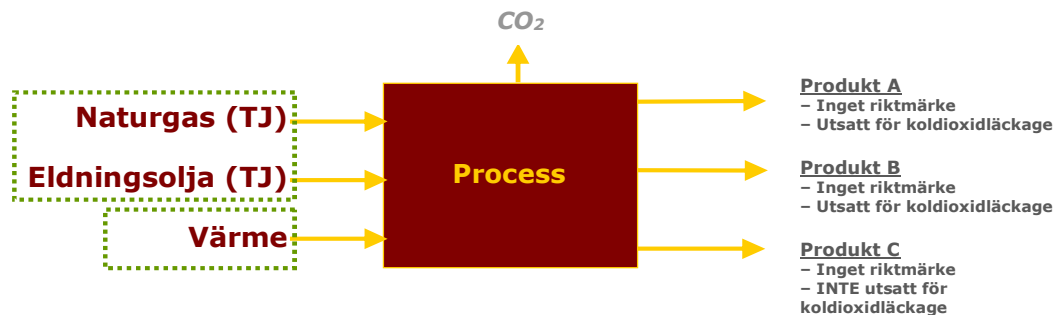 CO₂
Naturgas (TJ)
Eldningsolja (TJ)
Värme
Process
Produkt A
– Inget riktmärke
– Utsatt för koldioxidläckage
Produkt B
– Inget riktmärke
– Utsatt för koldioxidläckage
Produkt C
– Inget riktmärke
– INTE utsatt för
koldioxidläckage